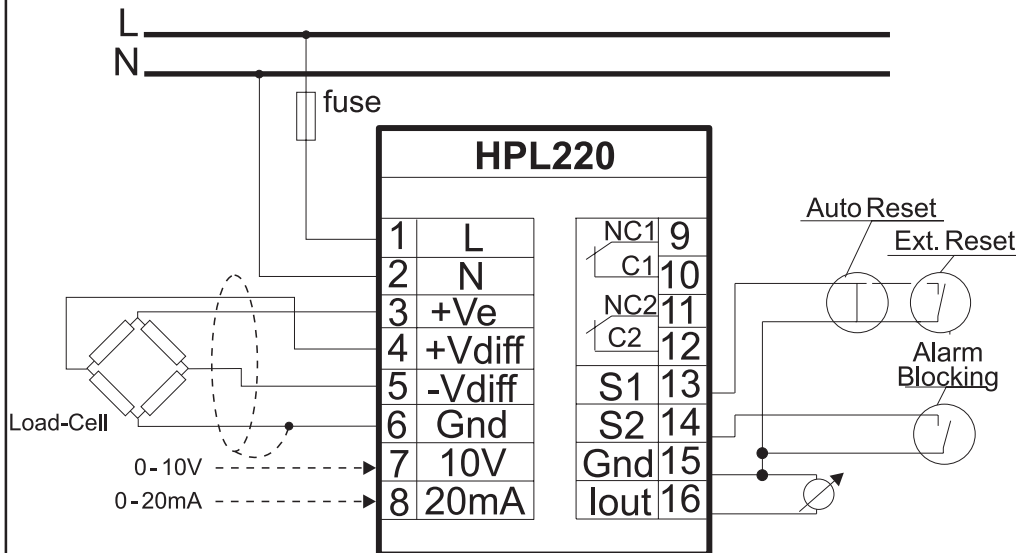 L
N
fuse
HPL220
1 L
2 N
3 +Ve
4 +Vdiff
5 -Vdiff
6 Gnd
7 10V
8 20mA
NC1 9
C1 10
NC2 11
C2 12
S1 13
S2 14
Gnd 15
Iout 16
Load-Cell
0-10V
0-20mA
Auto Reset
Ext. Reset
Alarm
Blocking